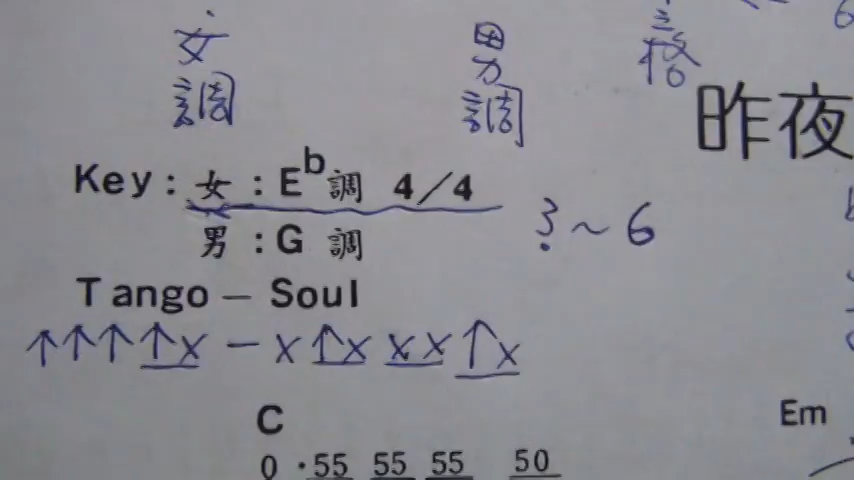 女 男
調 調 格
昨夜
Key : 女 : E♭調 4/4
男 : G 調
3̣ ~ 6
Tango – Soul
↑↑↑↑x – x ↑x xx ↑x
C Em
0 ·55 55 55 50